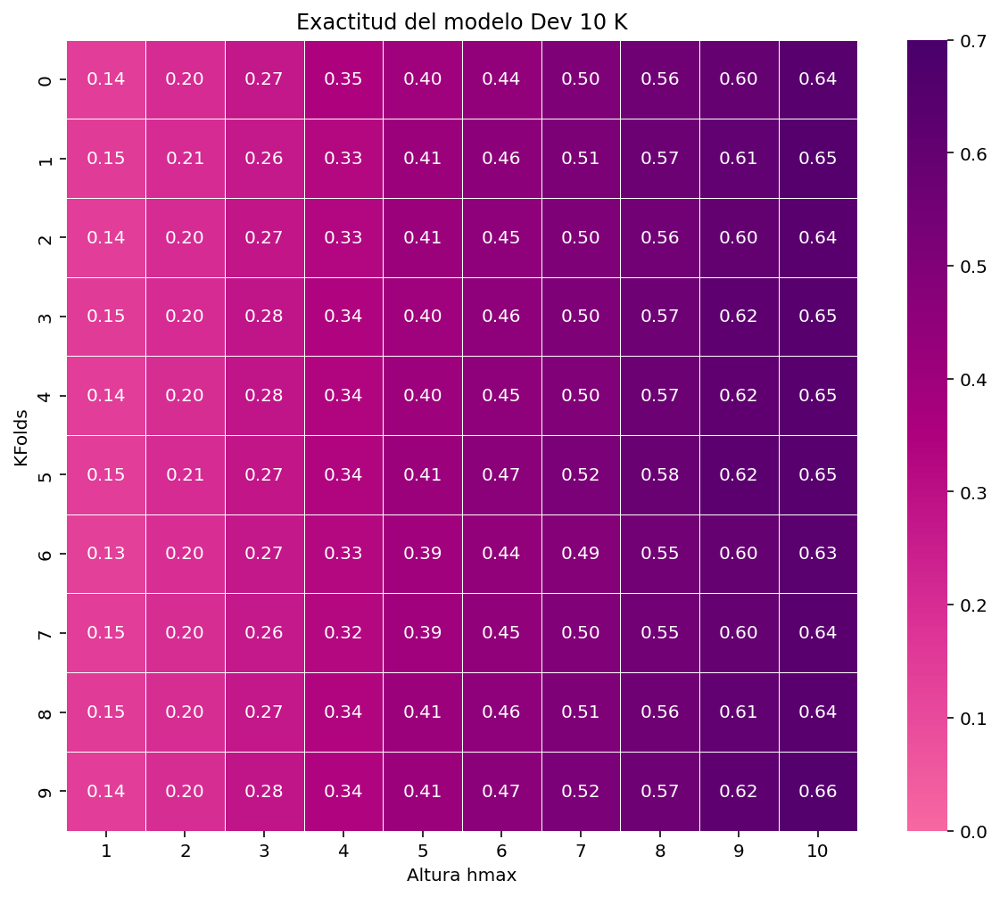 Exactitud del modelo Dev 10 K
0 0.14 0.20 0.27 0.35 0.40 0.44 0.50 0.56 0.60 0.64
1 0.15 0.21 0.26 0.33 0.41 0.46 0.51 0.57 0.61 0.65
2 0.14 0.20 0.27 0.33 0.41 0.45 0.50 0.56 0.60 0.64
3 0.15 0.20 0.28 0.34 0.40 0.46 0.50 0.57 0.62 0.65
4 0.14 0.20 0.28 0.34 0.40 0.45 0.50 0.57 0.62 0.65
5 0.15 0.21 0.27 0.34 0.41 0.47 0.52 0.58 0.62 0.65
6 0.13 0.20 0.27 0.33 0.39 0.44 0.49 0.55 0.60 0.63
7 0.15 0.20 0.26 0.32 0.39 0.45 0.50 0.55 0.60 0.64
8 0.15 0.20 0.27 0.34 0.41 0.46 0.51 0.56 0.61 0.64
9 0.14 0.20 0.28 0.34 0.41 0.47 0.52 0.57 0.62 0.66
1 2 3 4 5 6 7 8 9 10
Altura hmax
KFolds
0.7
0.6
0.5
0.4
0.3
0.2
0.1
0.0